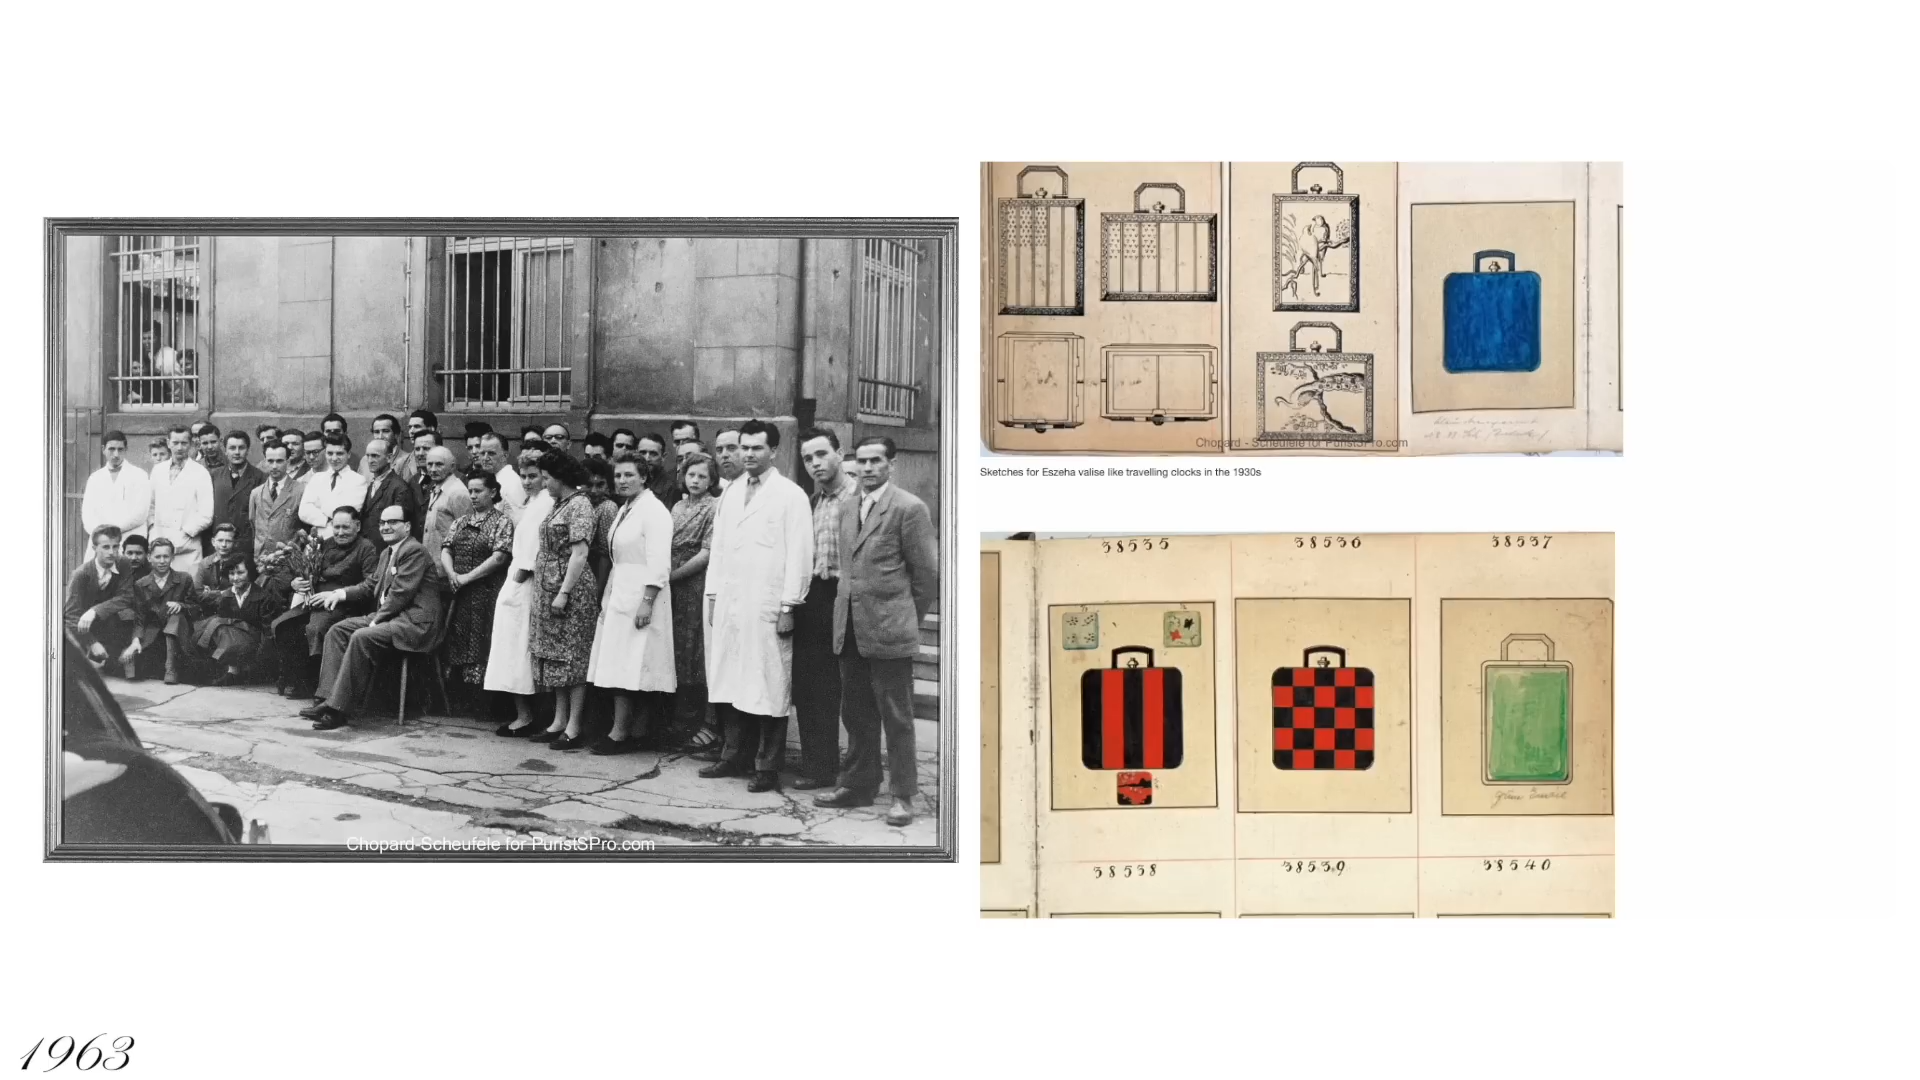 Chopard-Scheufele for PuristSPro.com
Chopard - Scheufele for PuristSPro.com
Sketches for Eszeha valise like travelling clocks in the 1930s
38535 38536 38537
38538 38539 38540
1963